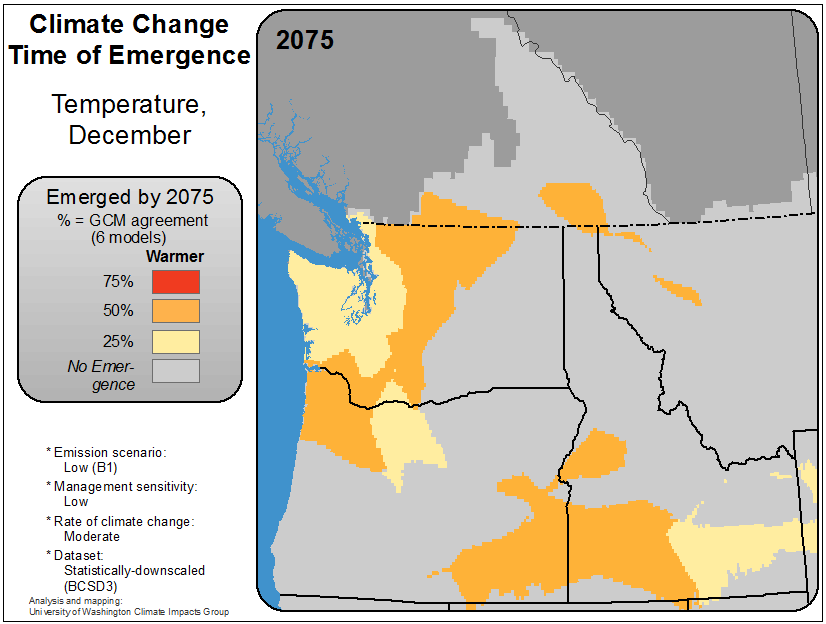 Climate Change
Time of Emergence
Temperature,
December
Emerged by 2075
% = GCM agreement
(6 models)
Warmer
75%
50%
25%
No Emer-
gence
* Emission scenario:
Low (B1)
* Management sensitivity:
Low
* Rate of climate change:
Moderate
* Dataset:
Statistically-downscaled
(BCSD3)
Analysis and mapping:
University of Washington Climate Impacts Group
2075